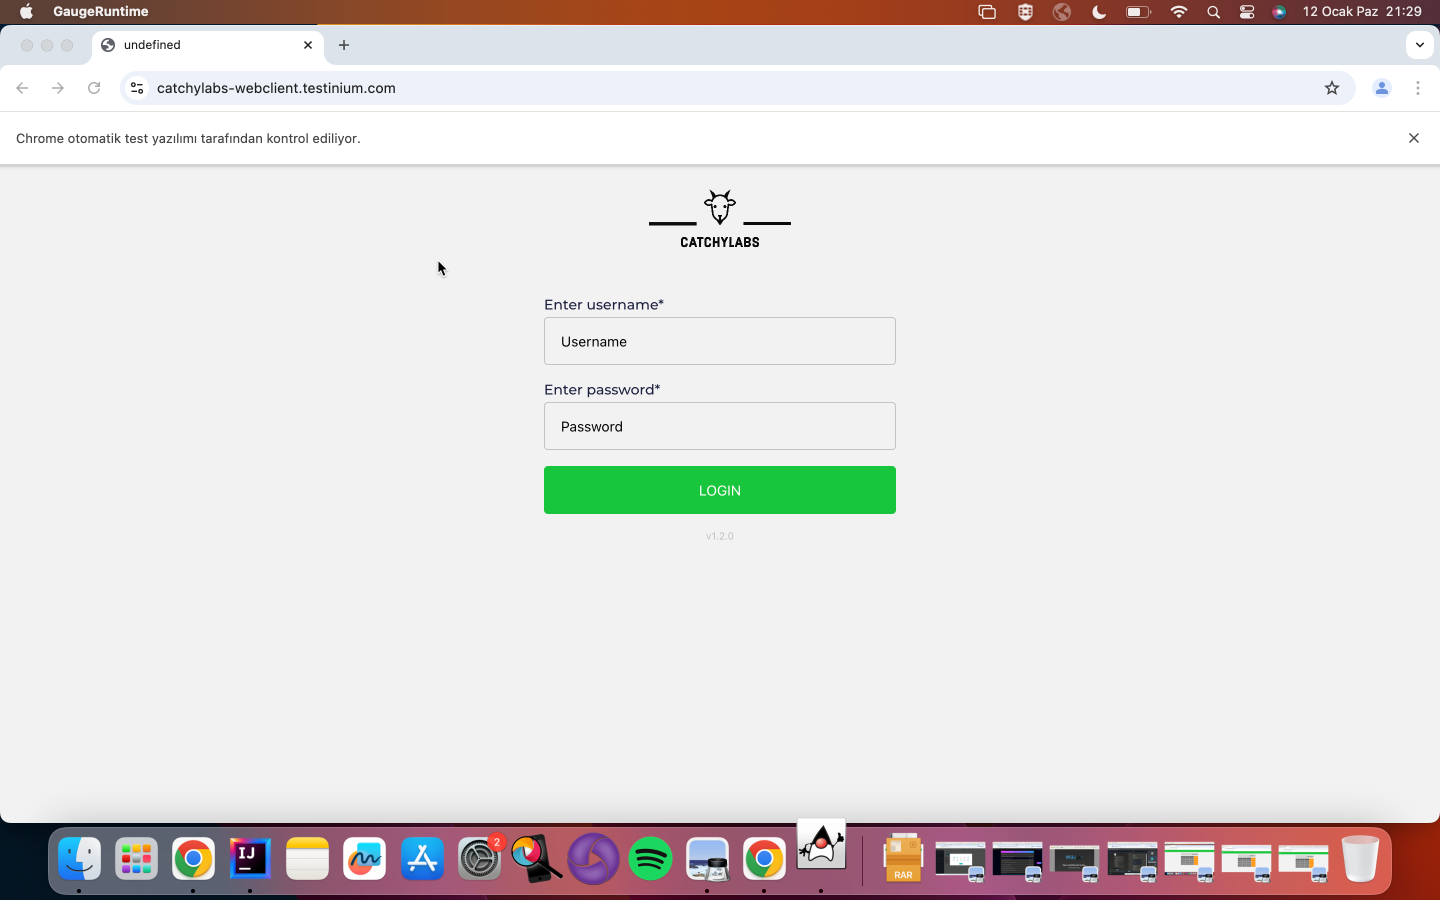 GaugeRuntime
12 Ocak Paz 21:29
undefined
catchylabs-webclient.testinium.com
Chrome otomatik test yazılımı tarafından kontrol ediliyor.
CATCHYLABS
Enter username*
Username
Enter password*
Password
LOGIN
v1.2.0
IJ
2
RAR